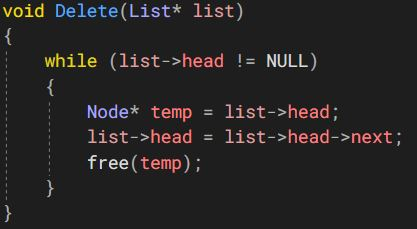 void Delete(List* list)
{
    while (list->head != NULL)
    {
        Node* temp = list->head;
        list->head = list->head->next;
        free(temp);
    }
}